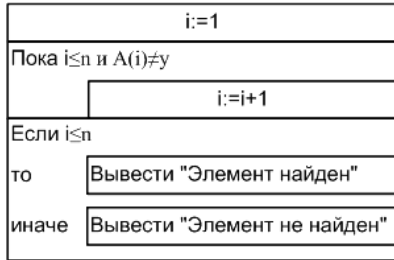 i:=1
Пока i≤n и A(i)≠y
i:=i+1
Если i≤n
то Вывести "Элемент найден"
иначе Вывести "Элемент не найден"